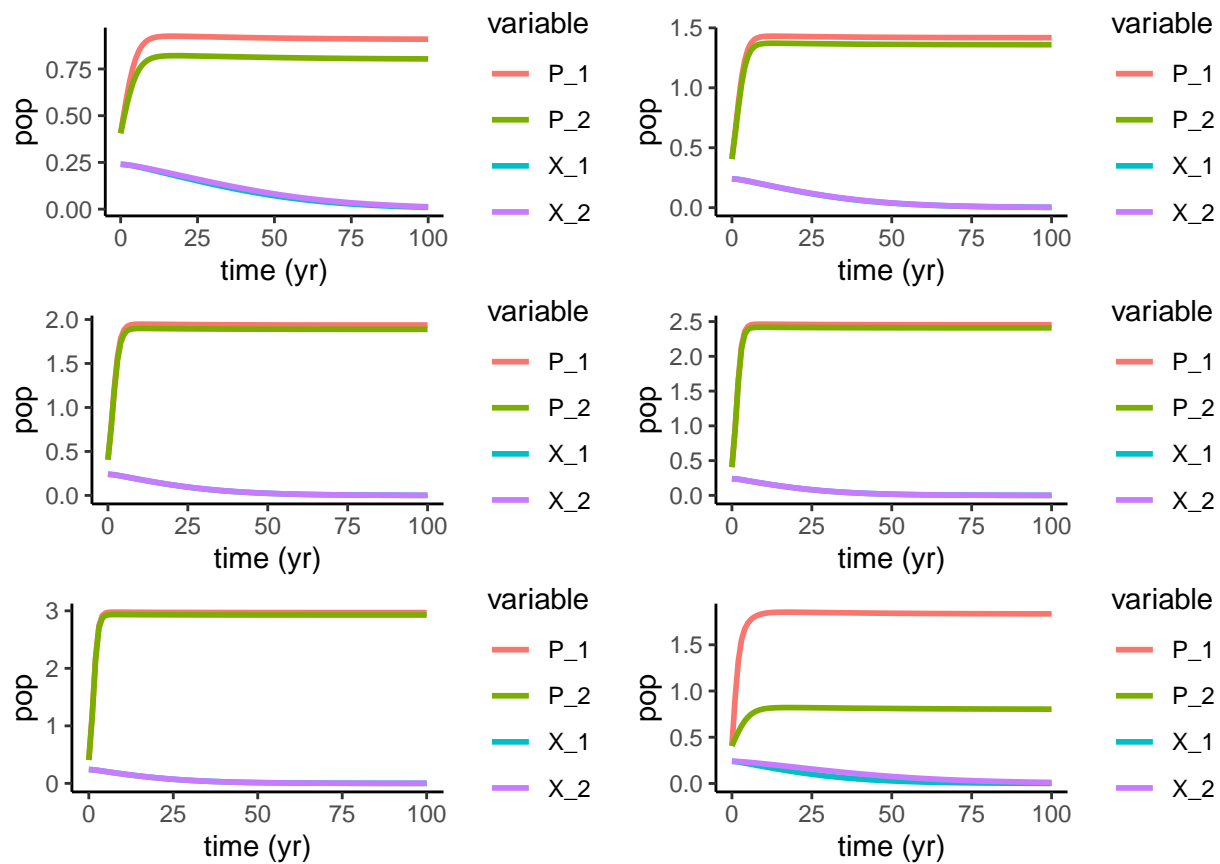 variable
P_1
P_2
X_1
X_2
pop
0.75
0.50
0.25
0.00
0 25 50 75 100
time (yr)
variable
P_1
P_2
X_1
X_2
pop
1.5
1.0
0.5
0.0
0 25 50 75 100
time (yr)
variable
P_1
P_2
X_1
X_2
pop
2.0
1.5
1.0
0.5
0.0
0 25 50 75 100
time (yr)
variable
P_1
P_2
X_1
X_2
pop
2.5
2.0
1.5
1.0
0.5
0.0
0 25 50 75 100
time (yr)
variable
P_1
P_2
X_1
X_2
pop
3
2
1
0
0 25 50 75 100
time (yr)
variable
P_1
P_2
X_1
X_2
pop
1.5
1.0
0.5
0.0
0 25 50 75 100
time (yr)